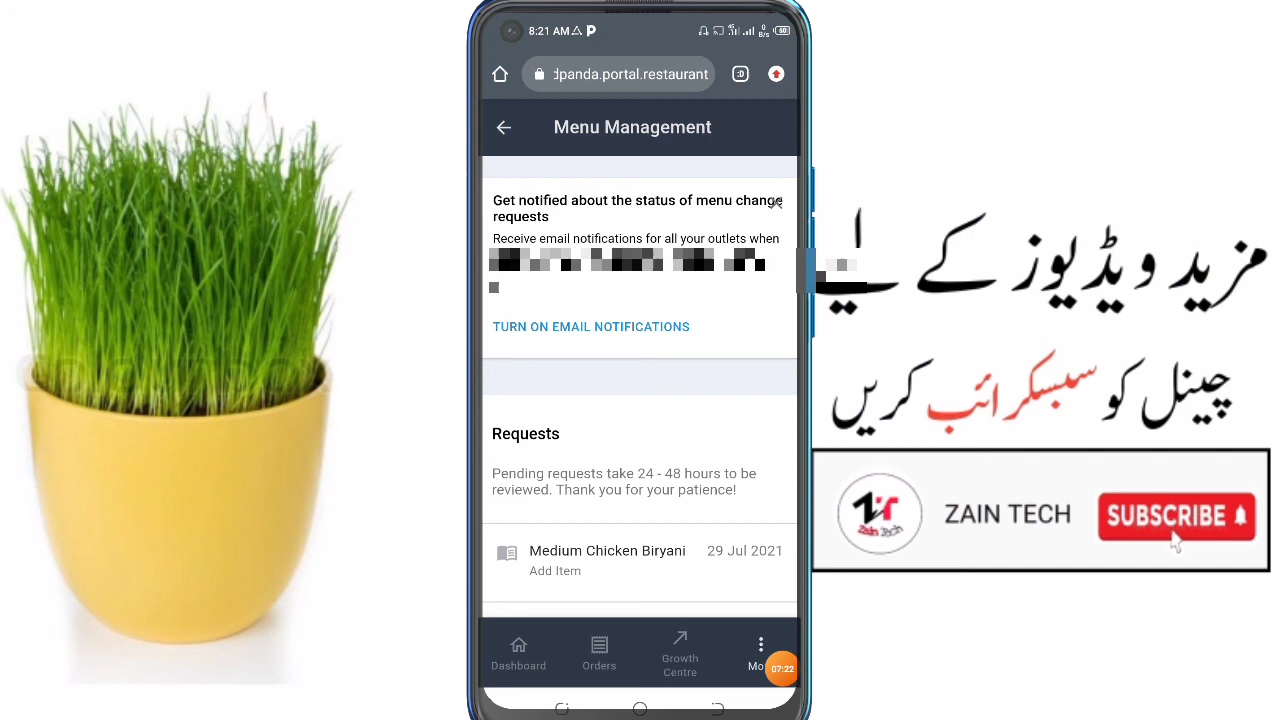 8:21 AM
dpanda.portal.restaurant
Menu Management
Get notified about the status of menu change
requests
Receive email notifications for all your outlets when
TURN ON EMAIL NOTIFICATIONS
Requests
Pending requests take 24 - 48 hours to be
reviewed. Thank you for your patience!
Medium Chicken Biryani 29 Jul 2021
Add Item
Dashboard
Orders
Growth
Centre
07:22
مزید ویڈیوز کے لیے
چینل کو سبسکرائب کریں
Zain Tech
ZAIN TECH
SUBSCRIBE